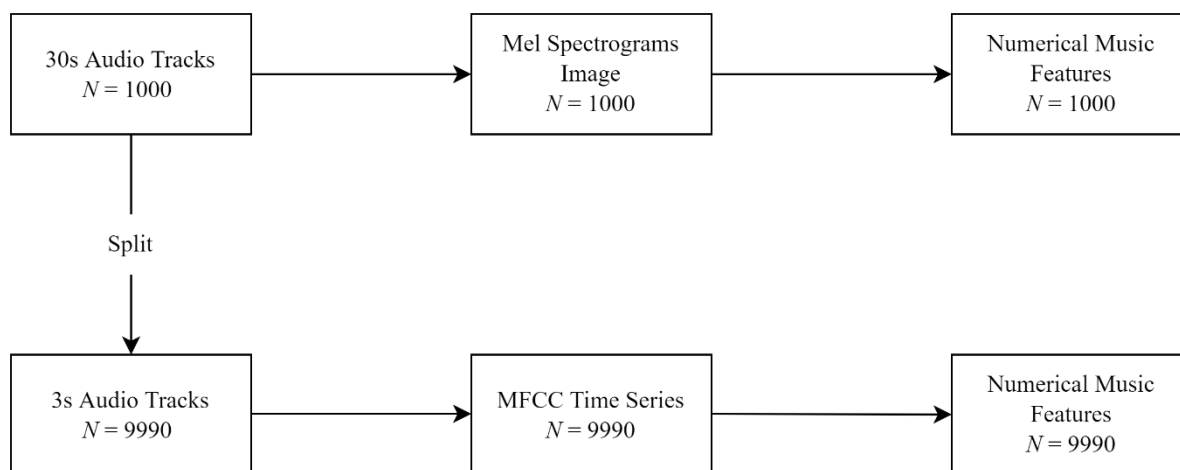 30s Audio Tracks
N = 1000
Mel Spectrograms
Image
N = 1000
Numerical Music
Features
N = 1000
Split
3s Audio Tracks
N = 9990
MFCC Time Series
N = 9990
Numerical Music
Features
N = 9990